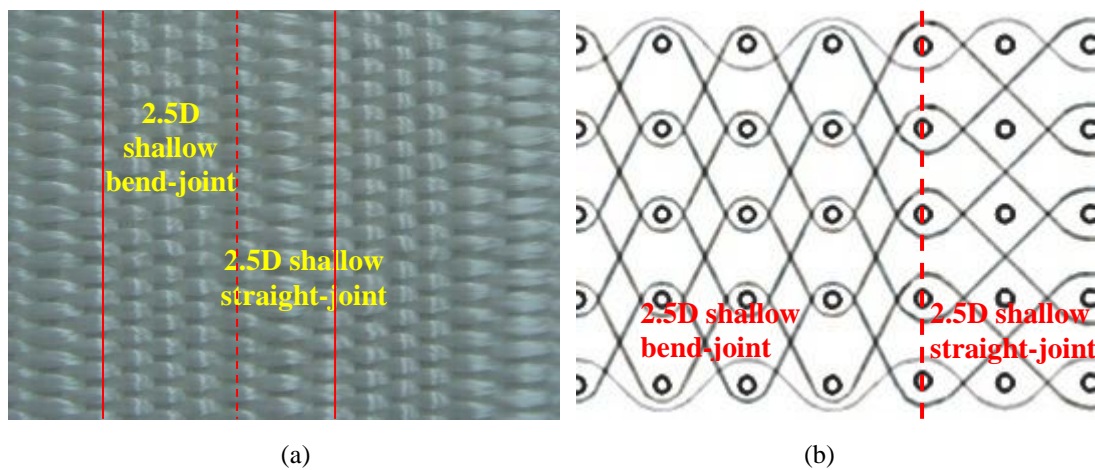 2.5D
shallow
bend-joint
2.5D shallow
straight-joint
2.5D shallow
bend-joint
2.5D shallow
straight-joint
(a)
(b)